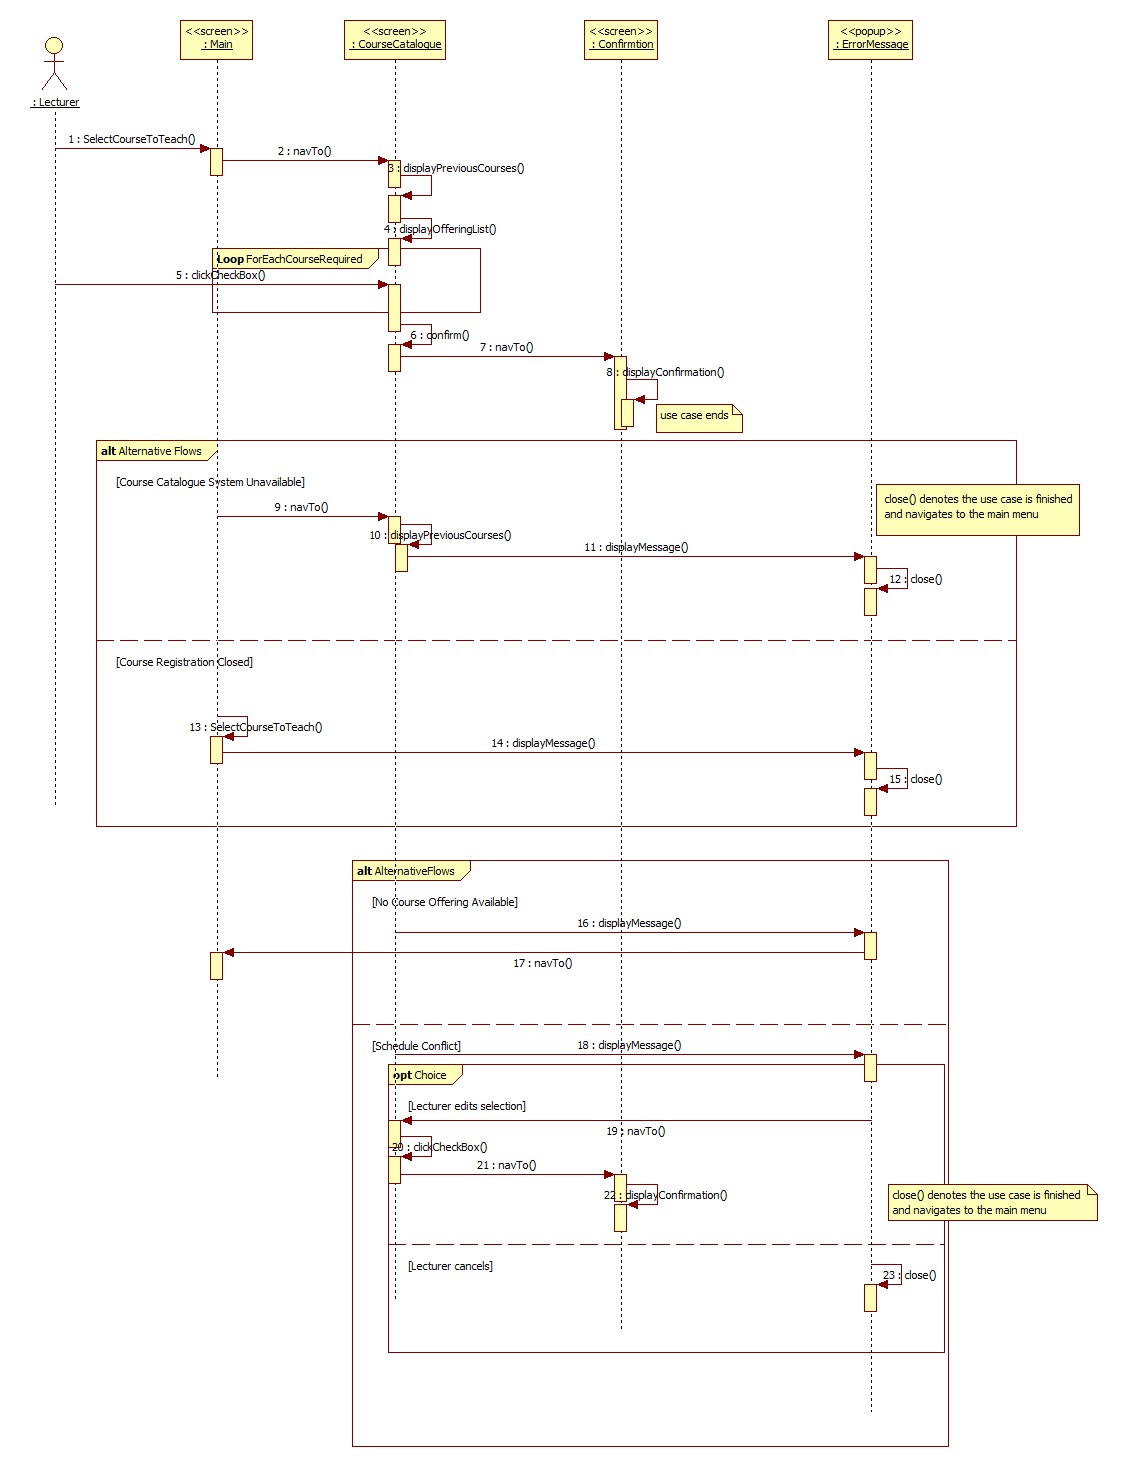 <<screen>>
: Main
<<screen>>
: CourseCatalogue
<<screen>>
: Confirmtion
<<popup>>
: ErrorMessage
: Lecturer
1 : SelectCourseToTeach()
2 : navTo()
3 : displayPreviousCourses()
4 : displayOfferingList()
Loop ForEachCourseRequired
5 : clickCheckBox()
6 : confirm()
7 : navTo()
8 : displayConfirmation()
use case ends
alt Alternative Flows
[Course Catalogue System Unavailable]
close() denotes the use case is finished
and navigates to the main menu
9 : navTo()
10 : displayPreviousCourses()
11 : displayMessage()
12 : close()
[Course Registration Closed]
13 : SelectCourseToTeach()
14 : displayMessage()
15 : close()
alt AlternativeFlows
[No Course Offering Available]
16 : displayMessage()
17 : navTo()
[Schedule Conflict]
18 : displayMessage()
opt Choice
[Lecturer edits selection]
19 : navTo()
20 : clickCheckBox()
21 : navTo()
22 : displayConfirmation()
close() denotes the use case is finished
and navigates to the main menu
[Lecturer cancels]
23 : close()